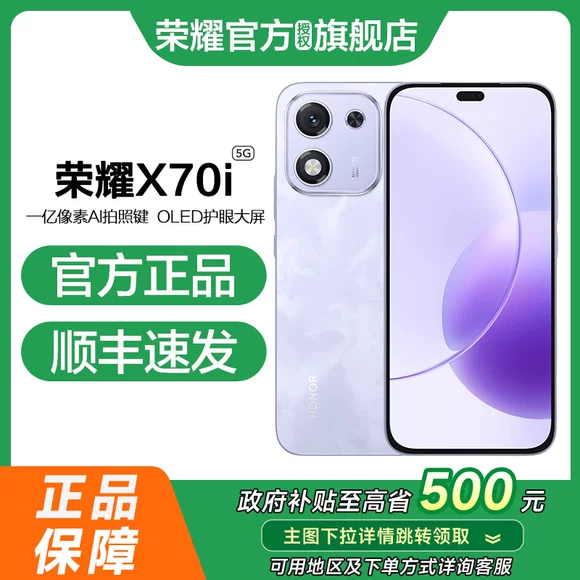 荣耀官方授权旗舰店
5G
荣耀X70i
一亿像素AI拍照键 OLED护眼大屏
官方正品
顺丰速发
HONOR
正品
保障
政府补贴至高省500元
主图下拉详情跳转领取
可用地区及下单方式详询客服